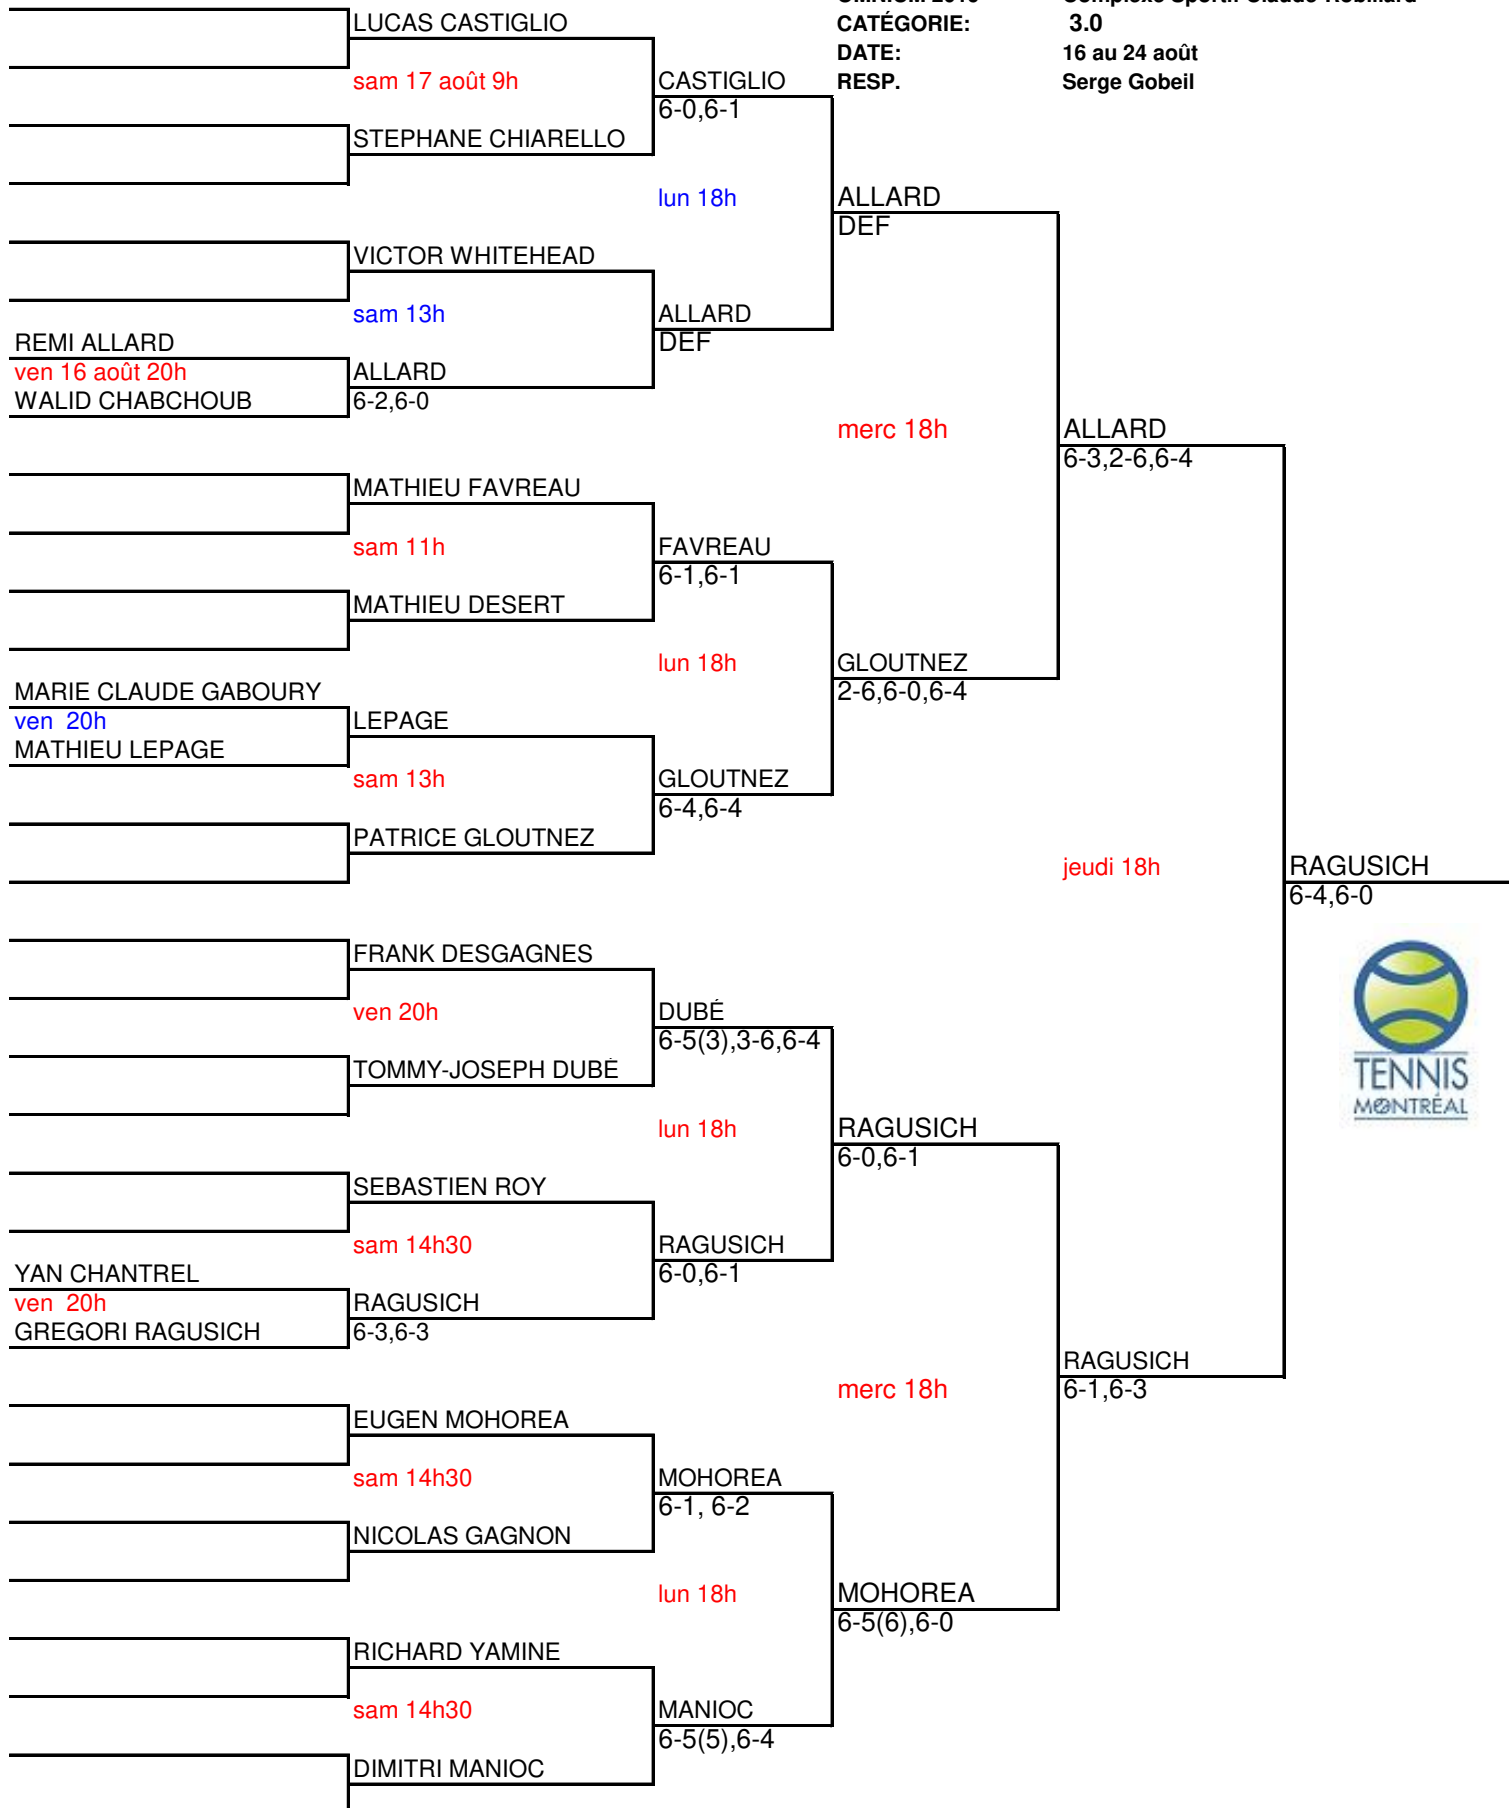 LUCAS CASTIGLIO
CATÉGORIE: 3.0
DATE: 16 au 24 août
RESP. Serge Gobeil
sam 17 août 9h
CASTIGLIO
6-0,6-1
STEPHANE CHIARELLO
lun 18h
ALLARD
DEF
VICTOR WHITEHEAD
sam 13h
ALLARD
DEF
REMI ALLARD
ven 16 août 20h
WALID CHABCHOUB
ALLARD
6-2,6-0
merc 18h
ALLARD
6-3,2-6,6-4
MATHIEU FAVREAU
sam 11h
FAVREAU
6-1,6-1
MATHIEU DESERT
lun 18h
GLOUTNEZ
2-6,6-0,6-4
MARIE CLAUDE GABOURY
ven  20h
MATHIEU LEPAGE
LEPAGE
sam 13h
GLOUTNEZ
6-4,6-4
PATRICE GLOUTNEZ
jeudi 18h
RAGUSICH
6-4,6-0
FRANK DESGAGNES
ven 20h
DUBÉ
6-5(3),3-6,6-4
TOMMY-JOSEPH DUBÉ
TENNIS
MONTRÉAL
lun 18h
RAGUSICH
6-0,6-1
SEBASTIEN ROY
sam 14h30
RAGUSICH
6-0,6-1
YAN CHANTREL
ven  20h
GREGORI RAGUSICH
RAGUSICH
6-3,6-3
merc 18h
RAGUSICH
6-1,6-3
EUGEN MOHOREA
sam 14h30
MOHOREA
6-1, 6-2
NICOLAS GAGNON
lun 18h
MOHOREA
6-5(6),6-0
RICHARD YAMINE
sam 14h30
MANIOC
6-5(5),6-4
DIMITRI MANIOC